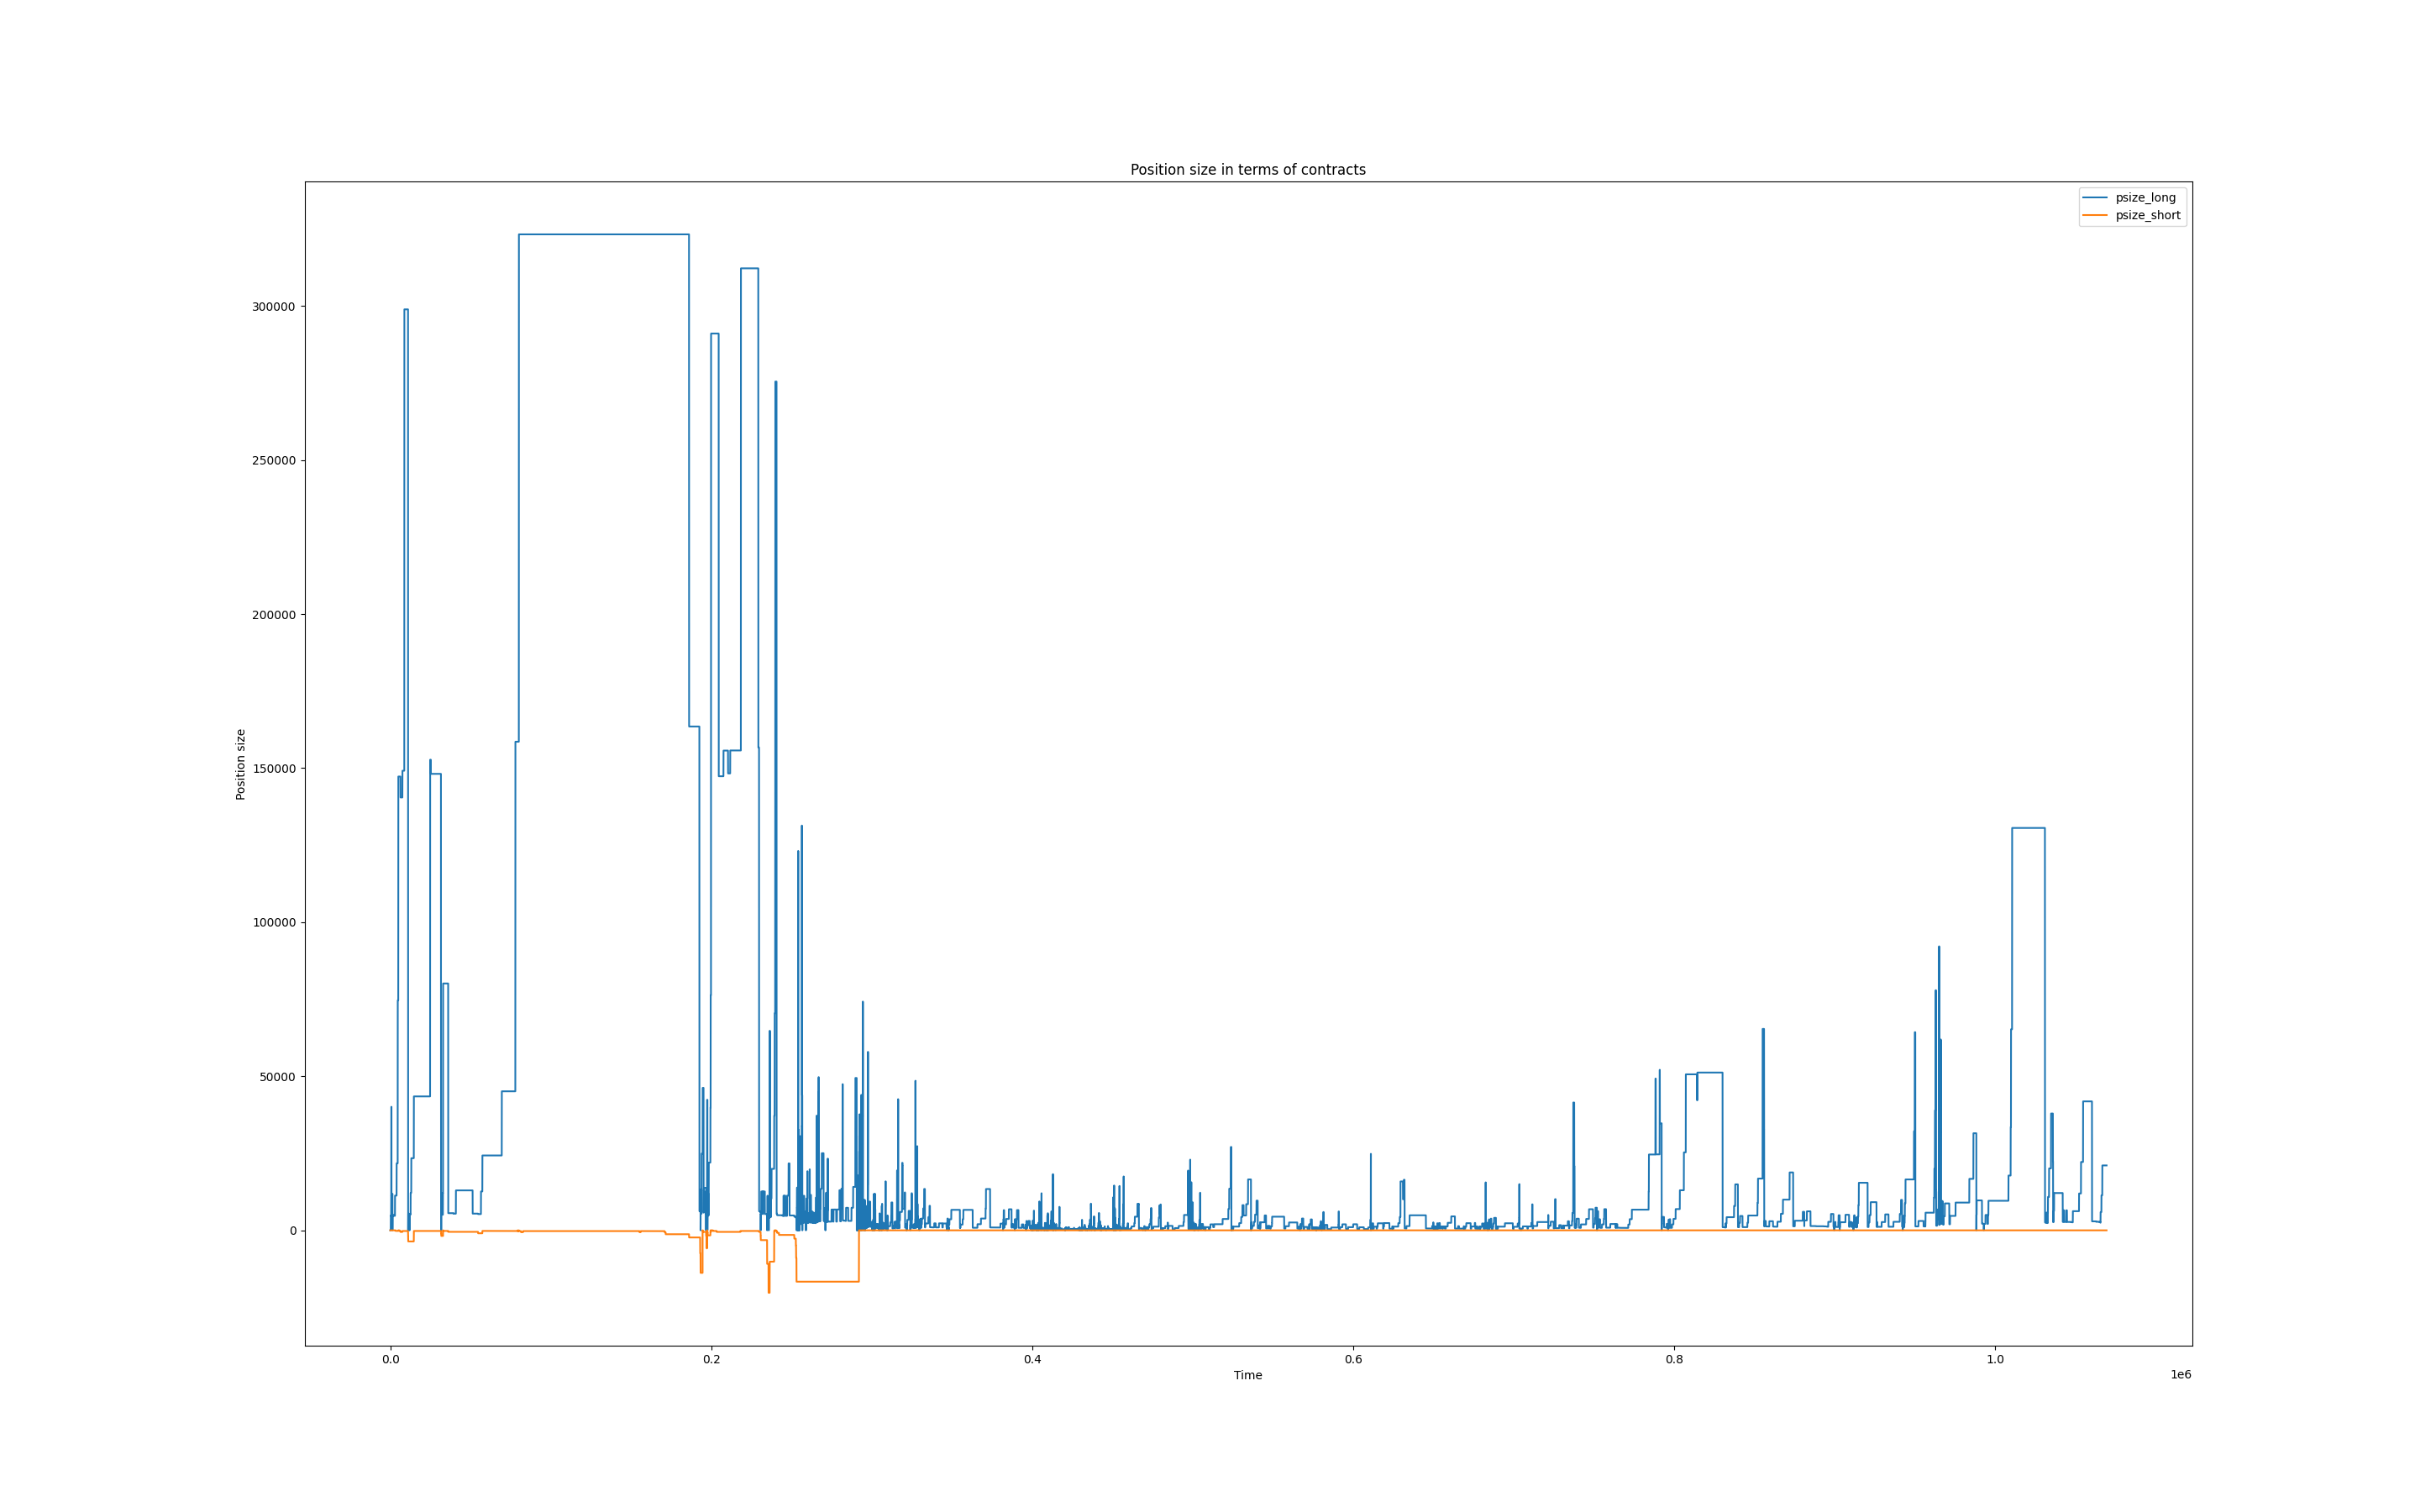 Position size in terms of contracts
psize_long
psize_short
300000
250000
200000
150000
100000
50000
0
Position size
0.0
0.2
0.4
0.6
0.8
1.0
Time
1e6